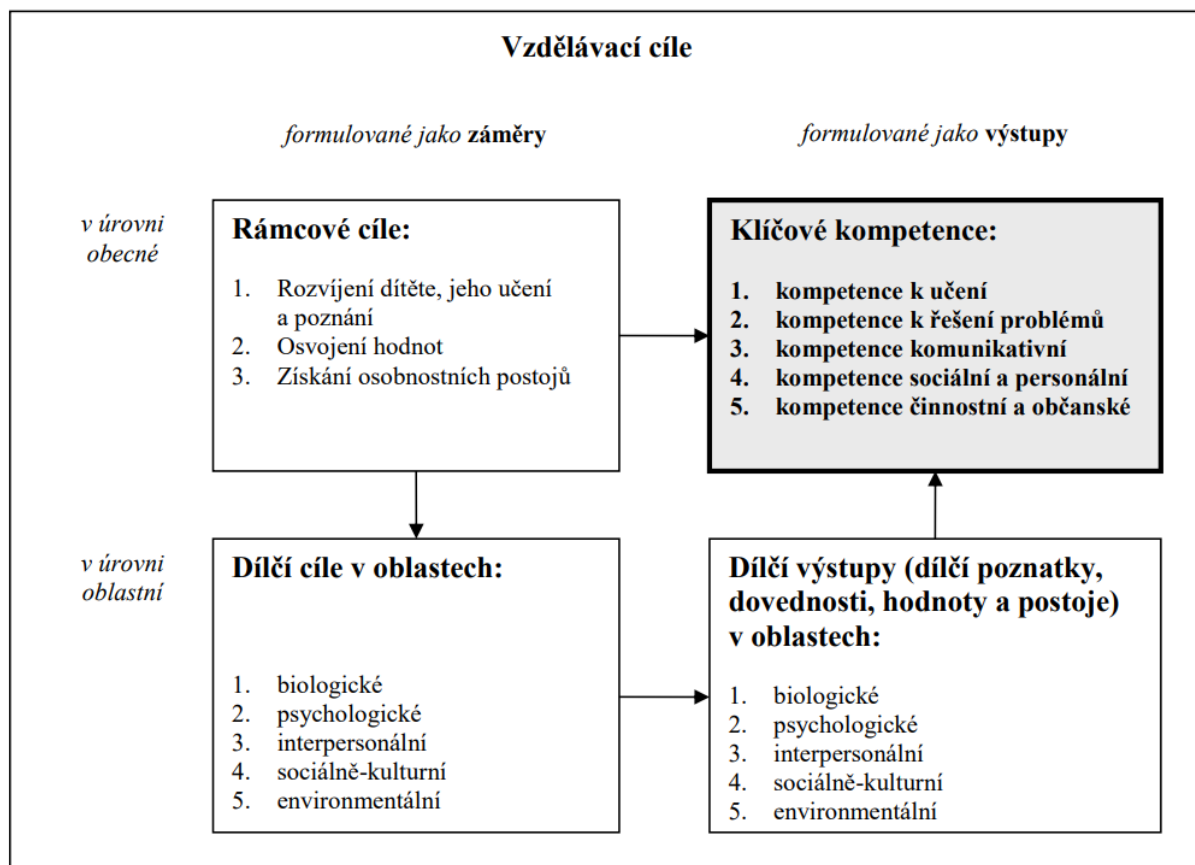 Vzdělávací cíle
formulované jako záměry
formulované jako výstupy
v úrovni
obecné
Rámcové cíle:
1. Rozvíjení dítěte, jeho učení
a poznání
2. Osvojení hodnot
3. Získání osobnostních postojů
Klíčové kompetence:
1. kompetence k učení
2. kompetence k řešení problémů
3. kompetence komunikativní
4. kompetence sociální a personální
5. kompetence činnostní a občanské
v úrovni
oblastní
Dílčí cíle v oblastech:
1. biologické
2. psychologické
3. interpersonální
4. sociálně-kulturní
5. environmentální
Dílčí výstupy (dílčí poznatky,
dovednosti, hodnoty a postoje)
v oblastech:
1. biologické
2. psychologické
3. interpersonální
4. sociálně-kulturní
5. environmentální